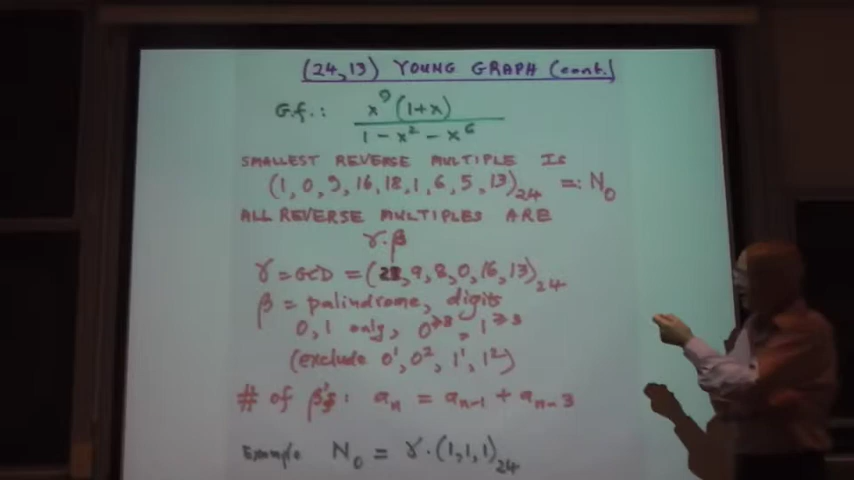 (24,13) YOUNG GRAPH (cont.)
G.f.: x⁹(1+x)
1 - x² - x⁶
SMALLEST REVERSE MULTIPLE IS
(1, 0, 9, 16, 18, 1, 6, 5, 13)₂₄ =: N₀
ALL REVERSE MULTIPLES ARE
γ·β
γ = GCD = ( , 9, 8, 0, 16, 13)₂₄
β = palindrome, digits
0, 1 only, 0^≥3, 1^≥3
(exclude 0¹, 0², 1¹, 1²)
# of β's: aₙ = aₙ₋₁ + aₙ₋₃
Example N₀ = γ·(1,1,1)₂₄